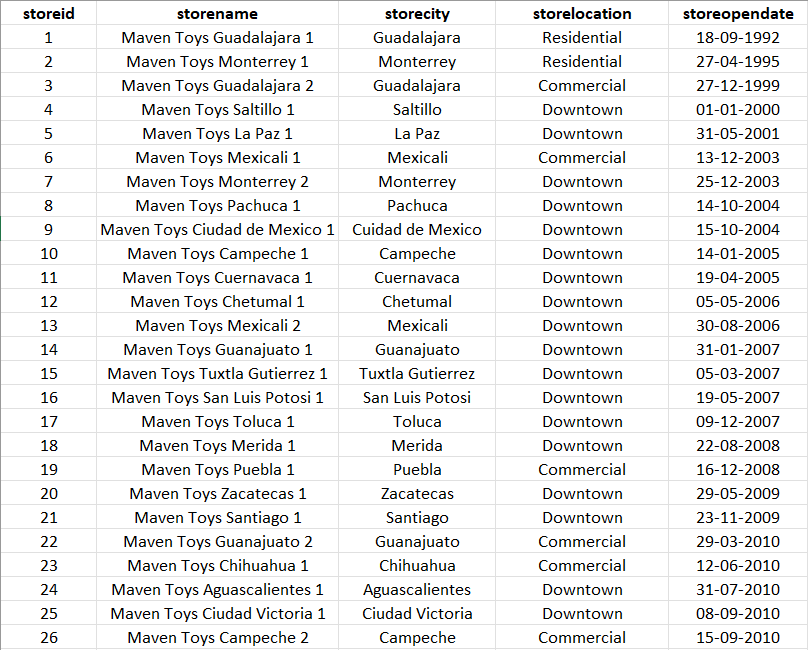 storeid storename storecity storelocation storeopendate
1 Maven Toys Guadalajara 1 Guadalajara Residential 18-09-1992
2 Maven Toys Monterrey 1 Monterrey Residential 27-04-1995
3 Maven Toys Guadalajara 2 Guadalajara Commercial 27-12-1999
4 Maven Toys Saltillo 1 Saltillo Downtown 01-01-2000
5 Maven Toys La Paz 1 La Paz Downtown 31-05-2001
6 Maven Toys Mexicali 1 Mexicali Commercial 13-12-2003
7 Maven Toys Monterrey 2 Monterrey Downtown 25-12-2003
8 Maven Toys Pachuca 1 Pachuca Downtown 14-10-2004
9 Maven Toys Ciudad de Mexico 1 Cuidad de Mexico Downtown 15-10-2004
10 Maven Toys Campeche 1 Campeche Downtown 14-01-2005
11 Maven Toys Cuernavaca 1 Cuernavaca Downtown 19-04-2005
12 Maven Toys Chetumal 1 Chetumal Downtown 05-05-2006
13 Maven Toys Mexicali 2 Mexicali Downtown 30-08-2006
14 Maven Toys Guanajuato 1 Guanajuato Downtown 31-01-2007
15 Maven Toys Tuxtla Gutierrez 1 Tuxtla Gutierrez Downtown 05-03-2007
16 Maven Toys San Luis Potosi 1 San Luis Potosi Downtown 19-05-2007
17 Maven Toys Toluca 1 Toluca Downtown 09-12-2007
18 Maven Toys Merida 1 Merida Downtown 22-08-2008
19 Maven Toys Puebla 1 Puebla Commercial 16-12-2008
20 Maven Toys Zacatecas 1 Zacatecas Downtown 29-05-2009
21 Maven Toys Santiago 1 Santiago Downtown 23-11-2009
22 Maven Toys Guanajuato 2 Guanajuato Commercial 29-03-2010
23 Maven Toys Chihuahua 1 Chihuahua Commercial 12-06-2010
24 Maven Toys Aguascalientes 1 Aguascalientes Downtown 31-07-2010
25 Maven Toys Ciudad Victoria 1 Ciudad Victoria Downtown 08-09-2010
26 Maven Toys Campeche 2 Campeche Commercial 15-09-2010